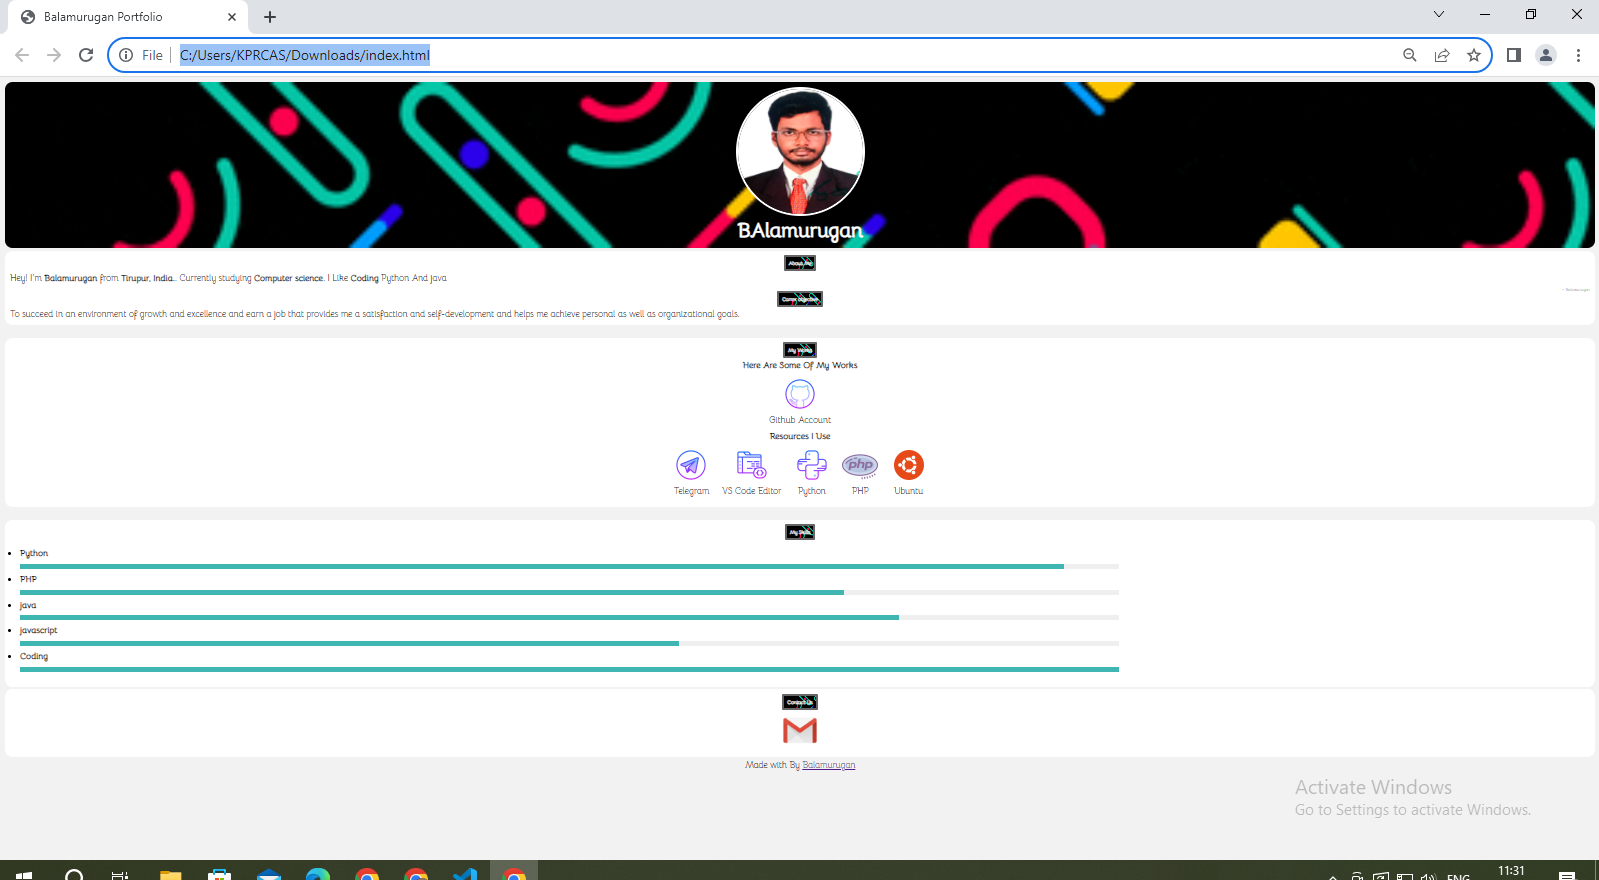 Balamurugan Portfolio
File
C:/Users/KPRCAS/Downloads/index.html
BAlamurugan
About Me
Hey! I'm Balamurugan from Tirupur, India.. Currently studying Computer science. I Like Coding Python And java
Balamurugan
To succeed in an environment of growth and excellence and earn a job that provides me a satisfaction and self-development and helps me achieve personal as well as organizational goals.
My Works
Here Are Some Of My Works
Github Account
Resources I Use
php
Telegram VS Code Editor Python PHP Ubuntu
My Skills
Python
PHP
java
javascript
Coding
Contact Us
Made with By Balamurugan
Activate Windows
Go to Settings to activate Windows.
ENG
11:31